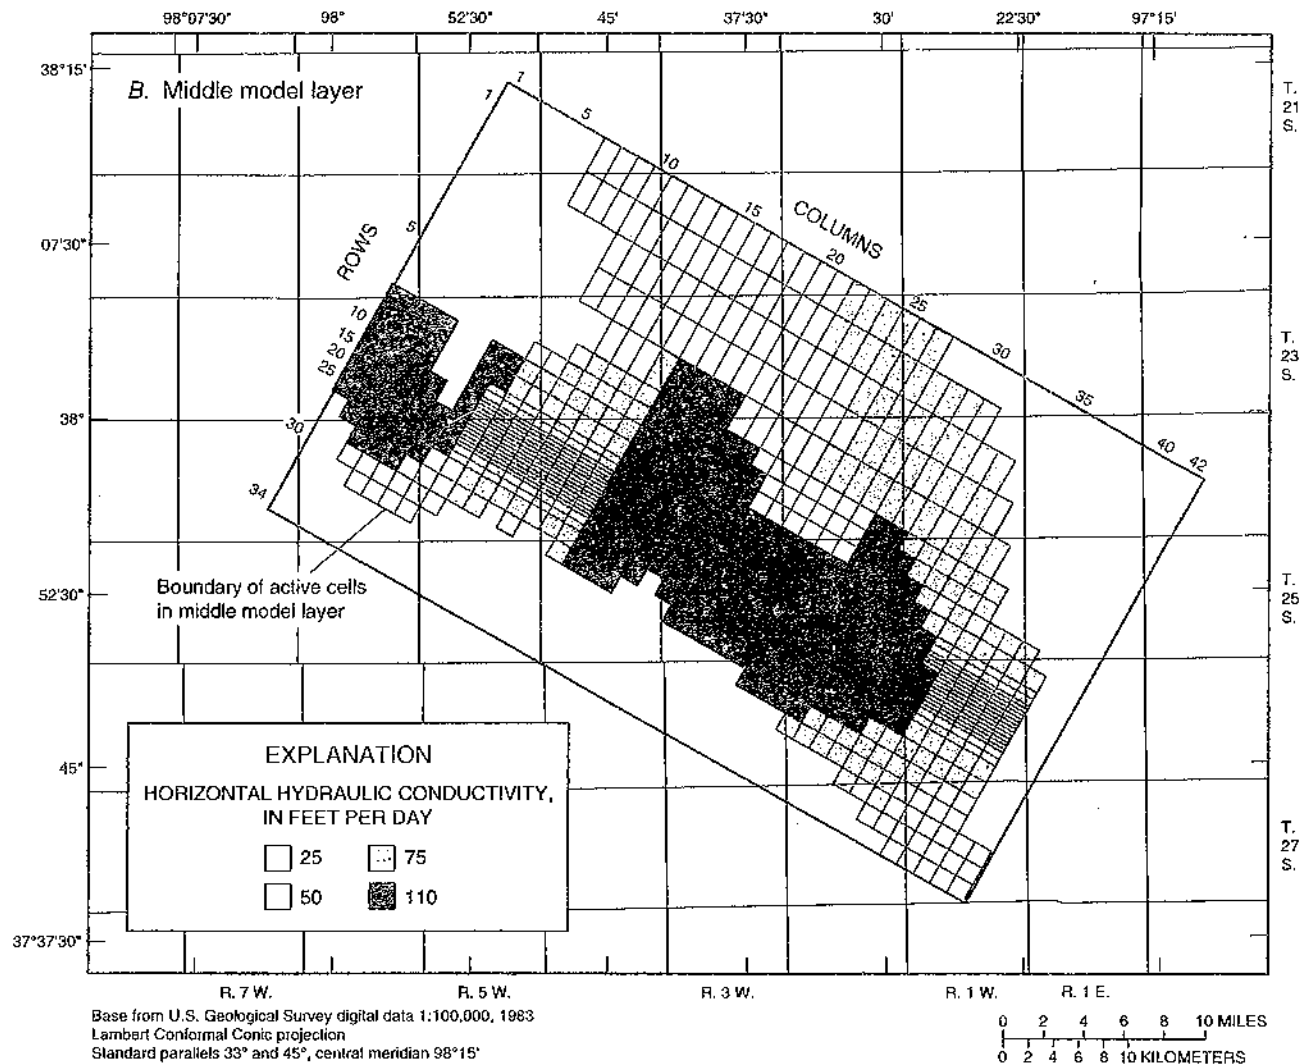 98°07'30" 98° 52'30" 45' 37'30" 30' 22'30" 97°15'
38°15'
B. Middle model layer
T. 21 S.
1 1
5
10
15
COLUMNS
20
25
30
35
40
42
07'30"
ROWS
5
10
15
20
25
30
34
T. 23 S.
38°
52'30"
Boundary of active cells
in middle model layer
T. 25 S.
45'
EXPLANATION
HORIZONTAL HYDRAULIC CONDUCTIVITY,
IN FEET PER DAY
25 75
50 110
T. 27 S.
37°37'30"
R. 7 W. R. 5 W. R. 3 W. R. 1 W. R. 1 E.
Base from U.S. Geological Survey digital data 1:100,000, 1983
Lambert Conformal Conic projection
Standard parallels 33° and 45°, central meridian 98°15'
0 2 4 6 8 10 MILES
0 2 4 6 8 10 KILOMETERS